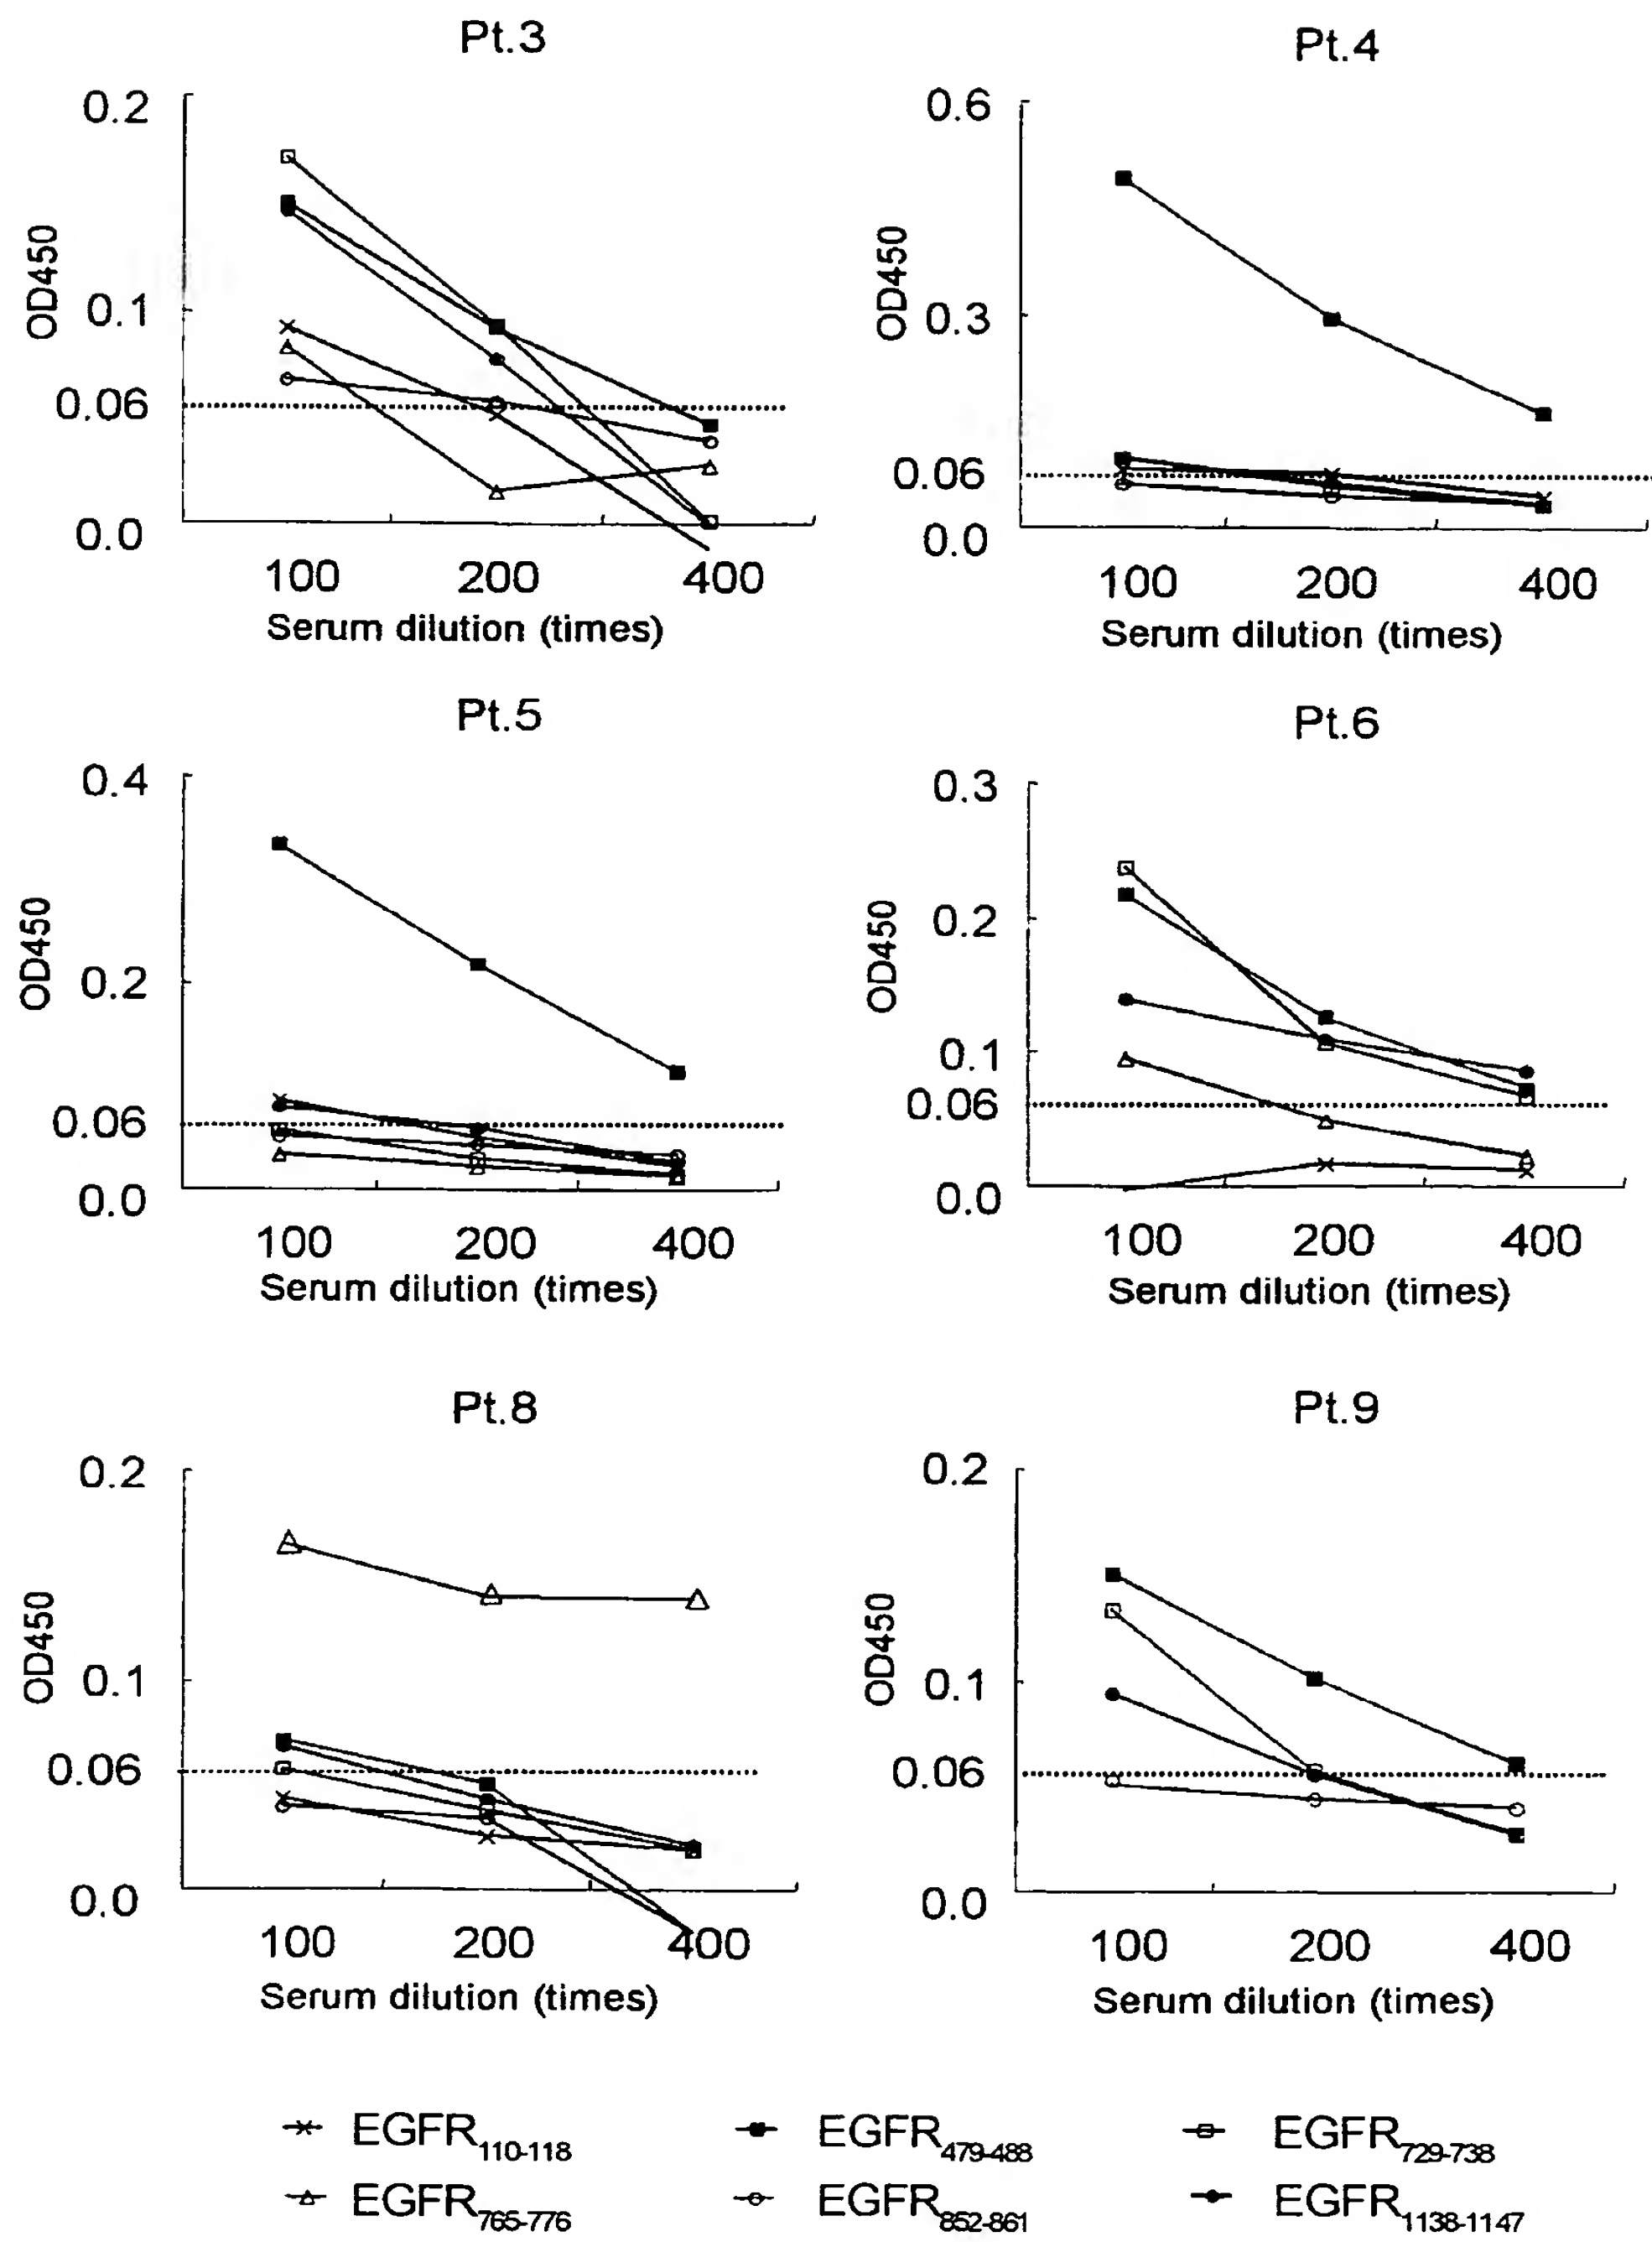 Pt.3
0.2
0.1
0.06
0.0
OD450
100 200 400
Serum dilution (times)
Pt.4
0.6
0.3
0.06
0.0
OD450
100 200 400
Serum dilution (times)
Pt.5
0.4
0.2
0.06
0.0
OD450
100 200 400
Serum dilution (times)
Pt.6
0.3
0.2
0.1
0.06
0.0
OD450
100 200 400
Serum dilution (times)
Pt.8
0.2
0.1
0.06
0.0
OD450
100 200 400
Serum dilution (times)
Pt.9
0.2
0.1
0.06
0.0
OD450
100 200 400
Serum dilution (times)
EGFR110-118 EGFR479-488 EGFR729-738
EGFR765-776 EGFR852-861 EGFR1138-1147